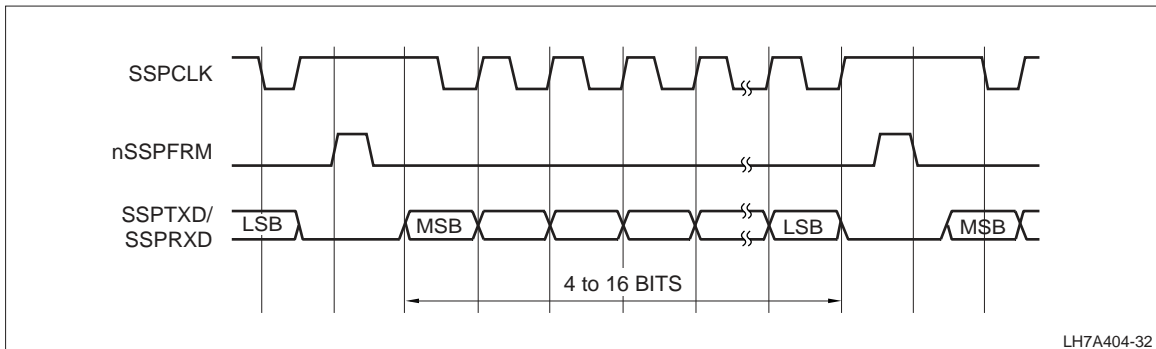 SSPCLK
nSSPFRM
SSPTXD/
SSPRXD
LSB
MSB
LSB
MSB
4 to 16 BITS
LH7A404-32